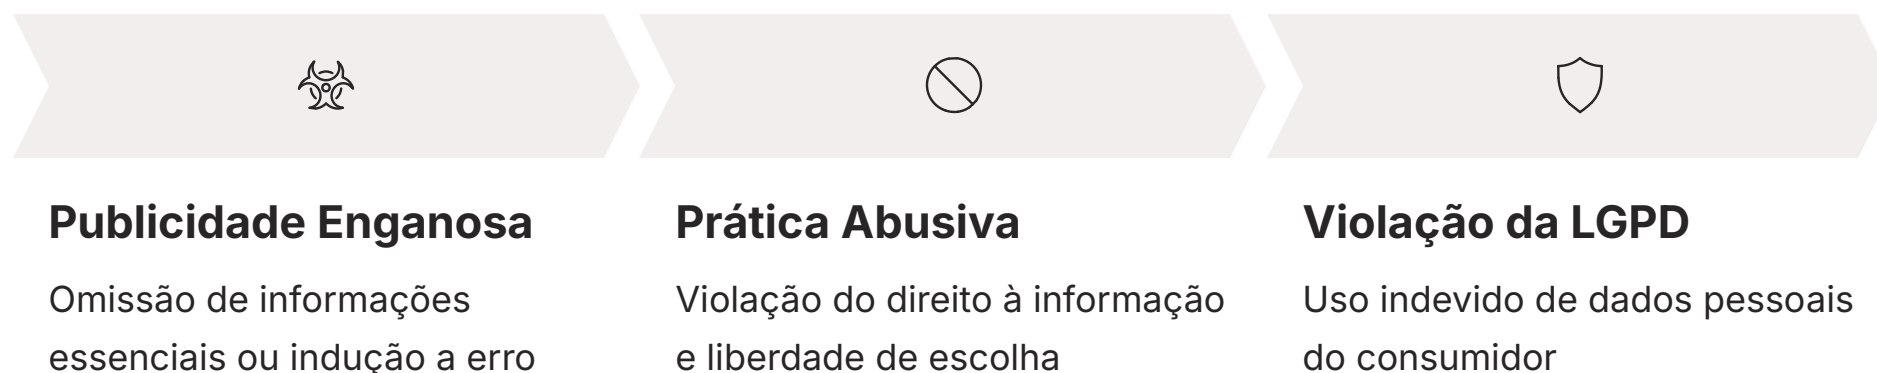 Publicidade Enganosa
Omissão de informações
essenciais ou indução a erro
Prática Abusiva
Violação do direito à informação
e liberdade de escolha
Violação da LGPD
Uso indevido de dados pessoais
do consumidor